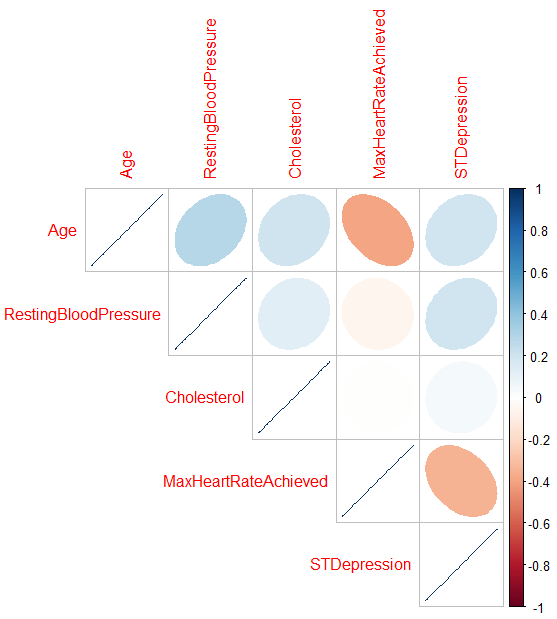 Age
RestingBloodPressure
Cholesterol
MaxHeartRateAchieved
STDepression
Age
RestingBloodPressure
Cholesterol
MaxHeartRateAchieved
STDepression
1
0.8
0.6
0.4
0.2
0
-0.2
-0.4
-0.6
-0.8
-1